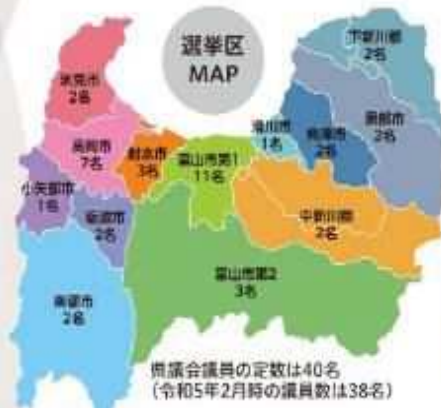 選挙区
MAP
下新川郡
2名
氷見市
2名
黒部市
2名
滑川市
1名
魚津市
2名
高岡市
7名
射水市
3名
富山市第1
11名
小矢部市
1名
砺波市
2名
中新川郡
2名
富山市第2
3名
南砺市
2名
県議会議員の定数は40名
(令和5年2月時の議員数は38名)